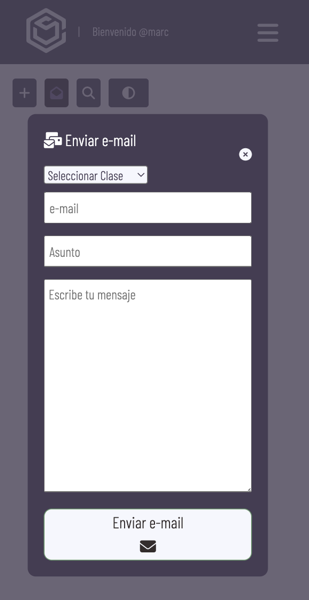 Bienvenido @marc
Enviar e-mail
Seleccionar Clase
e-mail
Asunto
Escribe tu mensaje
Enviar e-mail